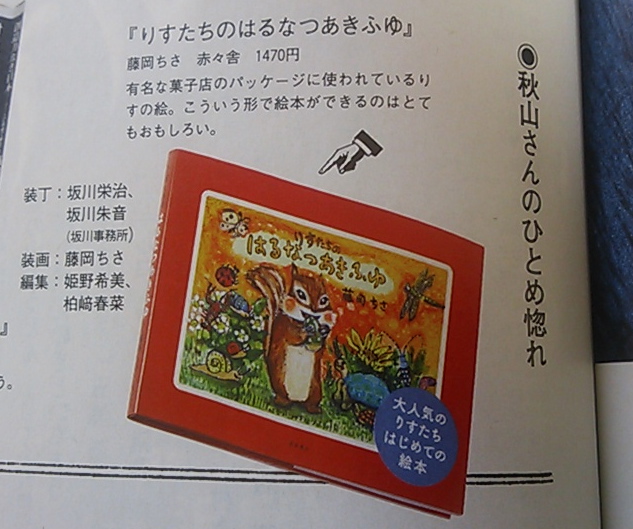 ●秋山さんのひとめ惚れ
『りすたちのはるなつあきふゆ』
藤岡ちさ 赤々舎 1470円
有名な菓子店のパッケージに使われているり
すの絵。こういう形で絵本ができるのはとて
もおもしろい。
装丁：坂川栄治、
坂川朱音
(坂川事務所)
装画：藤岡ちさ
編集：姫野希美、
柏﨑春菜
りすたちの
はるなつあきふゆ
藤岡ちさ
大人気の
りすたち
はじめての
絵本
』
う。